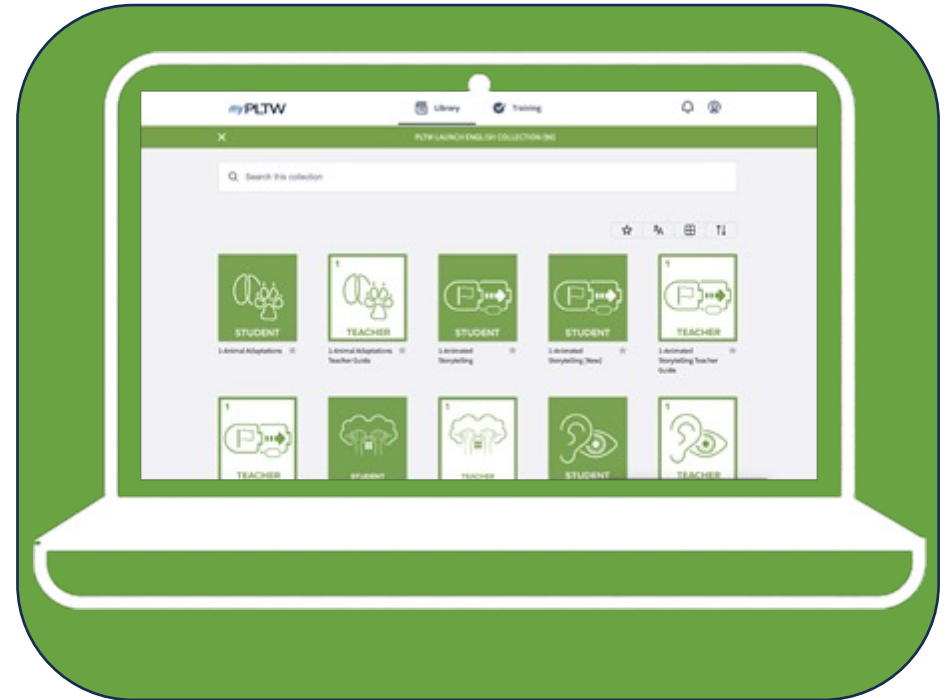 myPLTW
Library
Training
PLTW LAUNCH ENGLISH COLLECTION (90)
Search this collection
STUDENT
1
TEACHER
STUDENT
STUDENT
1
TEACHER
1 Animal Adaptations
1 Animal Adaptations
Teacher Guide
1 Animated
Storytelling
1 Animated
Storytelling (New)
1 Animated
Storytelling Teacher
Guide
1
TEACHER
STUDENT
1
TEACHER
STUDENT
1
TEACHER